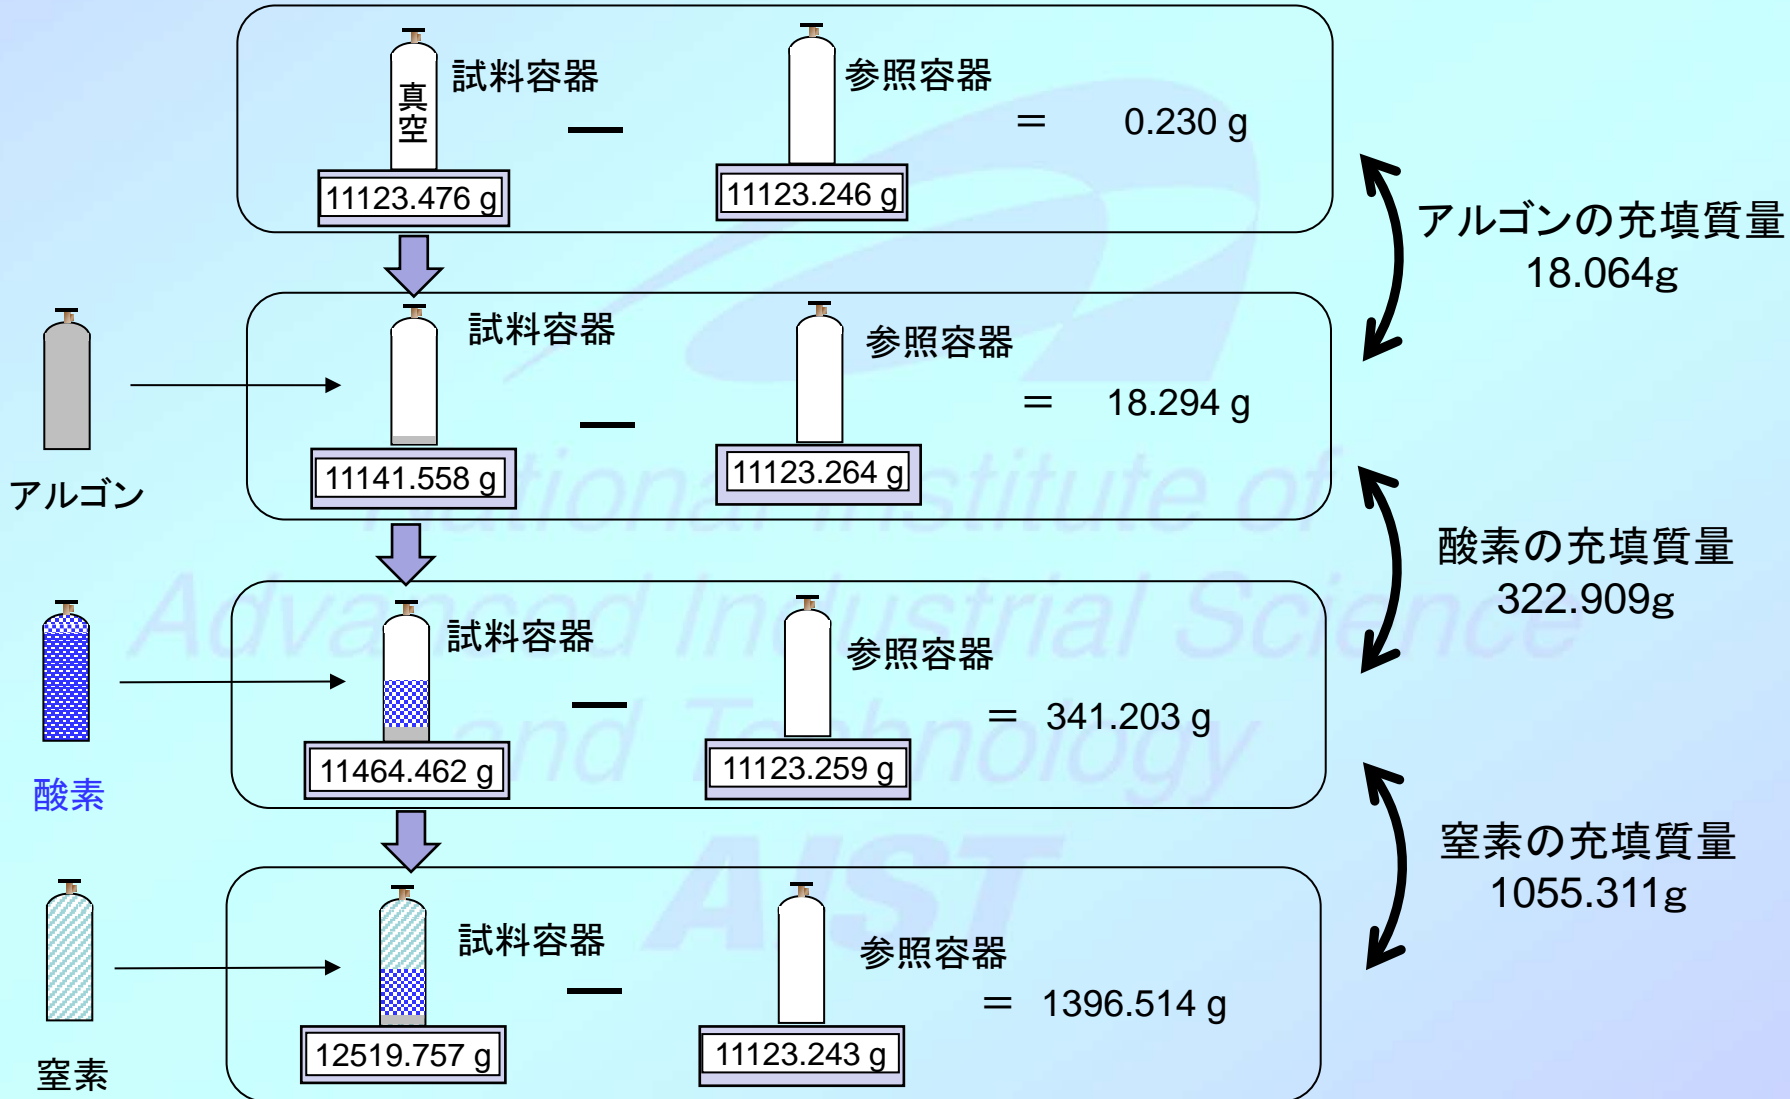 真空
試料容器
参照容器
＝ 0.230 g
11123.476 g
11123.246 g
アルゴンの充填質量
18.064g
試料容器
参照容器
＝ 18.294 g
11141.558 g
11123.264 g
アルゴン
酸素の充填質量
322.909g
試料容器
参照容器
＝ 341.203 g
11464.462 g
11123.259 g
酸素
窒素の充填質量
1055.311g
試料容器
参照容器
＝ 1396.514 g
12519.757 g
11123.243 g
窒素
National Institute of
Advanced Industrial Science
and Technology
AIST